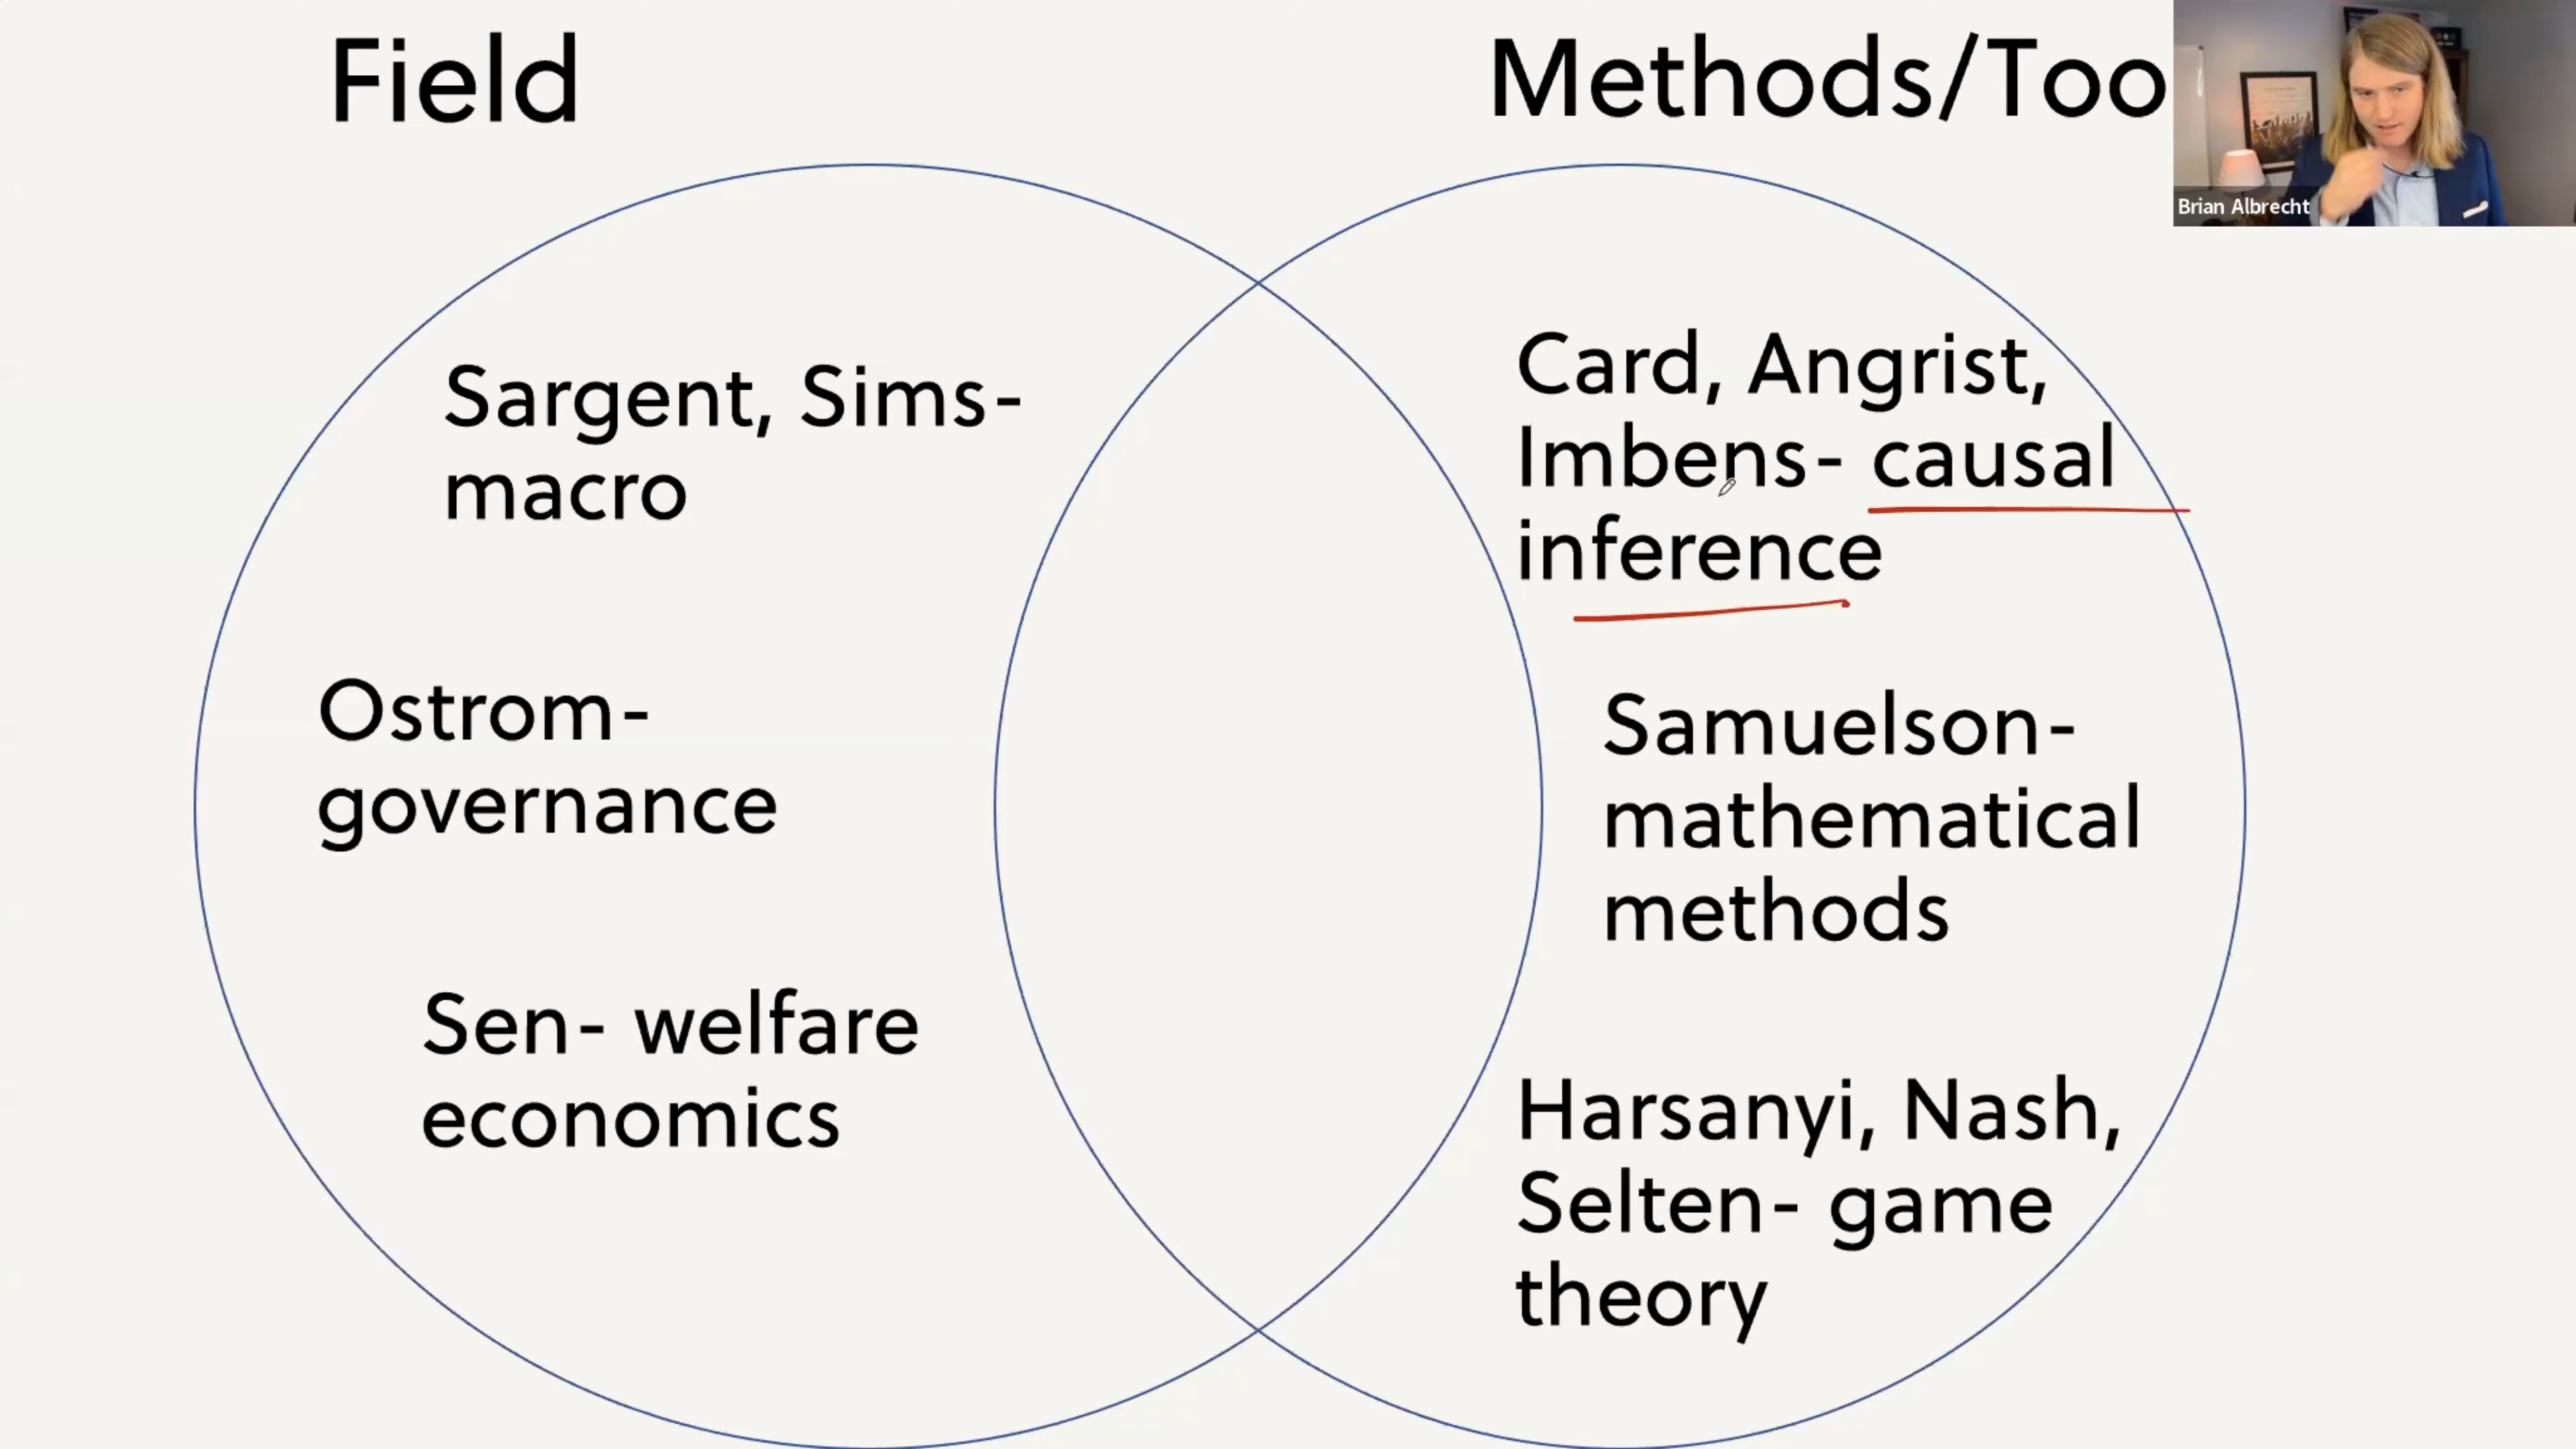 Field
Methods/Too
Brian Albrecht
Sargent, Sims-
macro
Ostrom-
governance
Sen- welfare
economics
Card, Angrist,
Imbens- causal
inference
Samuelson-
mathematical
methods
Harsanyi, Nash,
Selten- game
theory